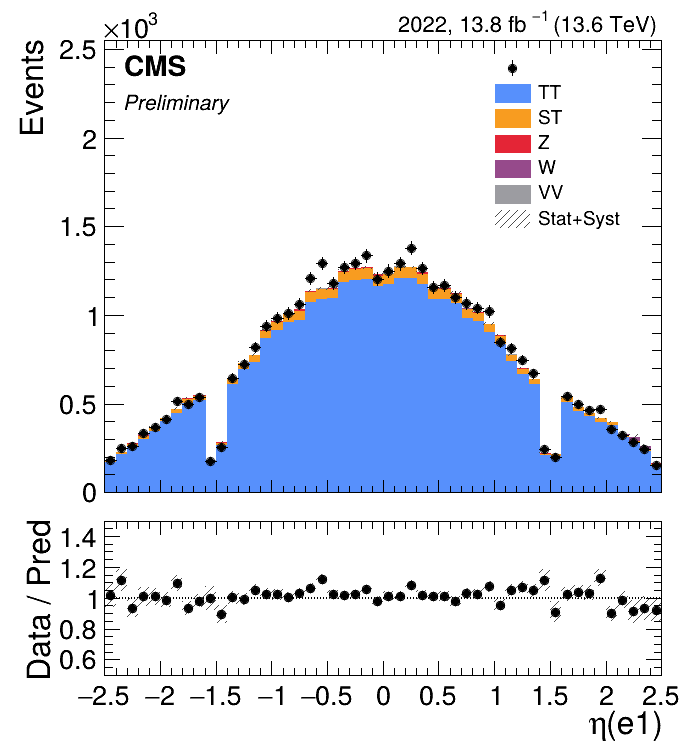 ×10³
2022, 13.8 fb⁻¹ (13.6 TeV)
Events
CMS
Preliminary
TT
ST
Z
W
VV
Stat+Syst
2.5
2
1.5
1
0.5
0
Data / Pred
1.4
1.2
1
0.8
0.6
−2.5 −2 −1.5 −1 −0.5 0 0.5 1 1.5 2 2.5
η(e1)